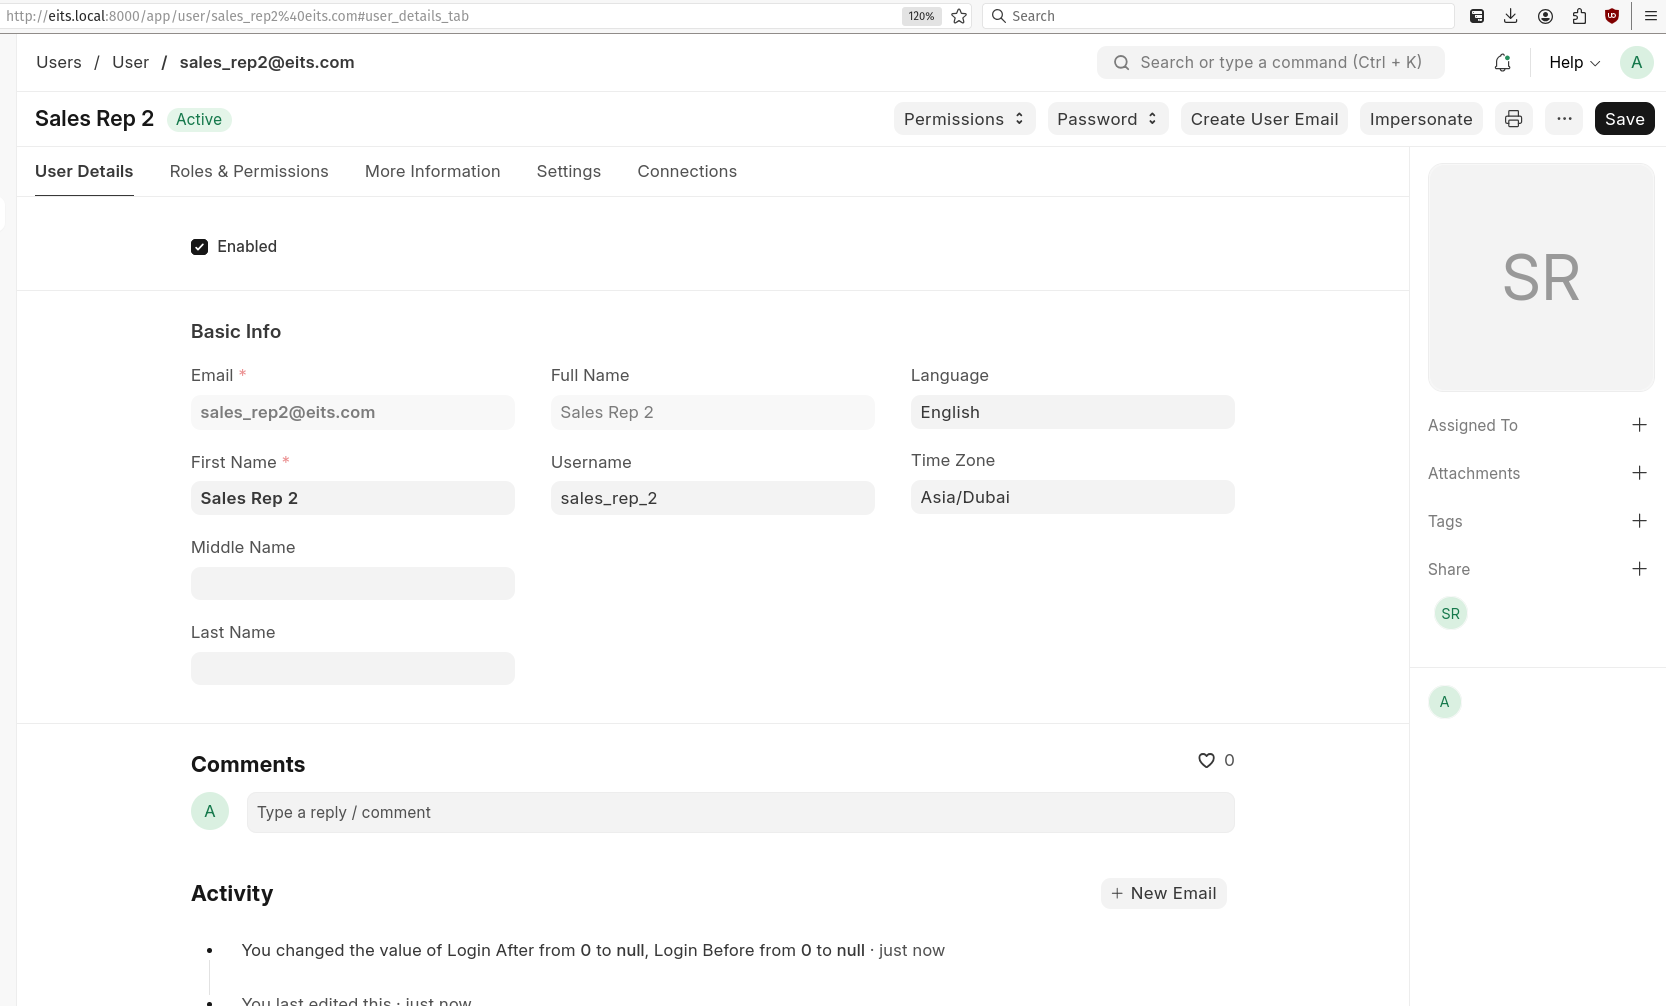 http://eits.local:8000/app/user/sales_rep2%40eits.com#user_details_tab 120% Search
Users / User / sales_rep2@eits.com Search or type a command (Ctrl + K) Help A
Sales Rep 2 Active Permissions Password Create User Email Impersonate ... Save
User Details Roles & Permissions More Information Settings Connections
SR
Enabled
Basic Info
Email * Full Name Language
sales_rep2@eits.com Sales Rep 2 English
First Name * Username Time Zone
Sales Rep 2 sales_rep_2 Asia/Dubai
Middle Name
Last Name
Assigned To +
Attachments +
Tags +
Share +
SR
A
Comments 0
A Type a reply / comment
Activity + New Email
• You changed the value of Login After from 0 to null, Login Before from 0 to null · just now
• You last edited this · just now